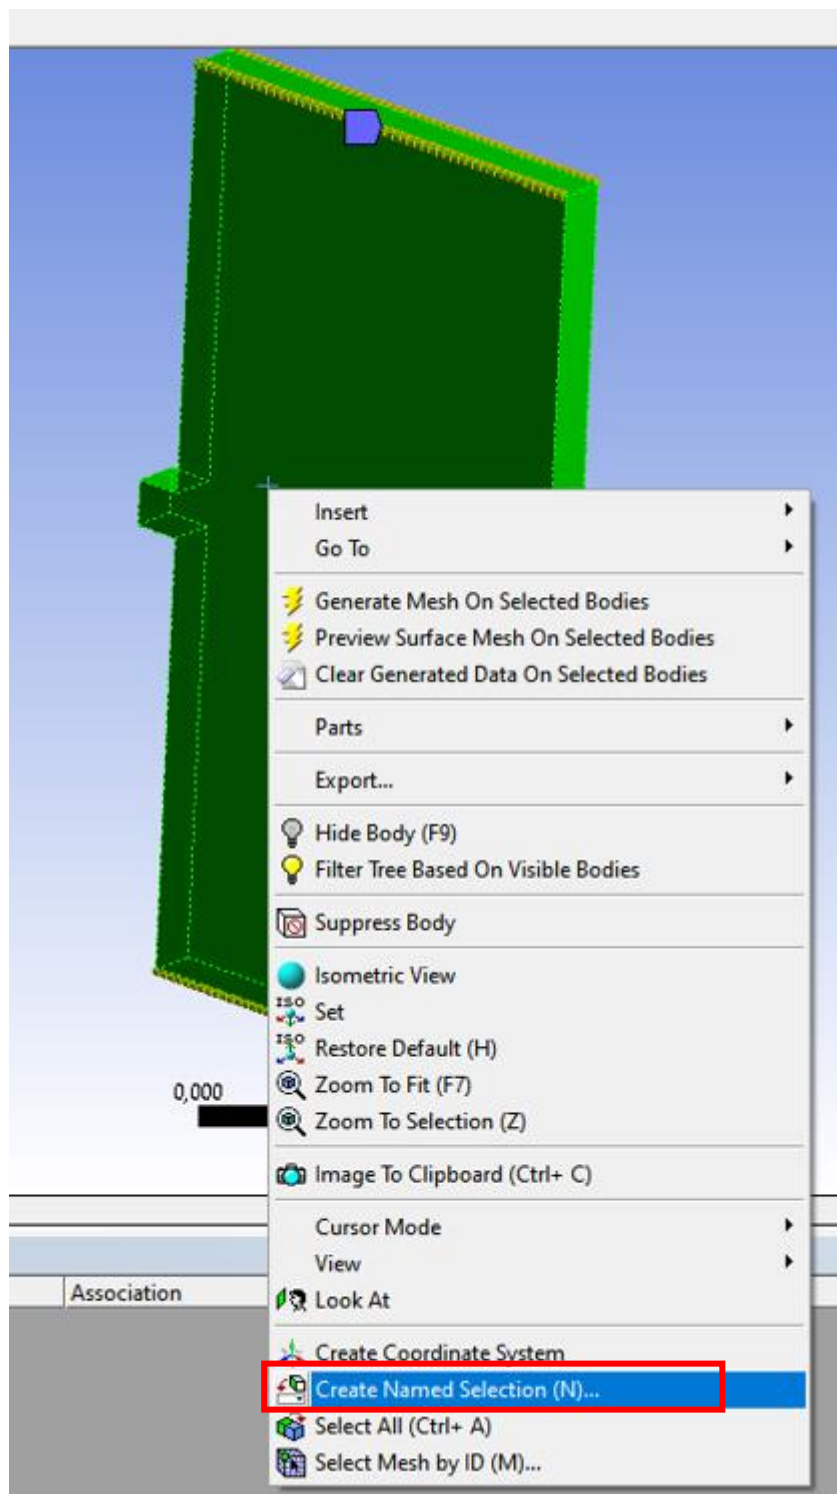 Insert
Go To
Generate Mesh On Selected Bodies
Preview Surface Mesh On Selected Bodies
Clear Generated Data On Selected Bodies
Parts
Export...
Hide Body (F9)
Filter Tree Based On Visible Bodies
Suppress Body
Isometric View
ISO Set
ISO Restore Default (H)
0,000
Zoom To Fit (F7)
Zoom To Selection (Z)
Image To Clipboard (Ctrl+ C)
Cursor Mode
View
Association
Look At
Create Coordinate System
Create Named Selection (N)...
Select All (Ctrl+ A)
Select Mesh by ID (M)...